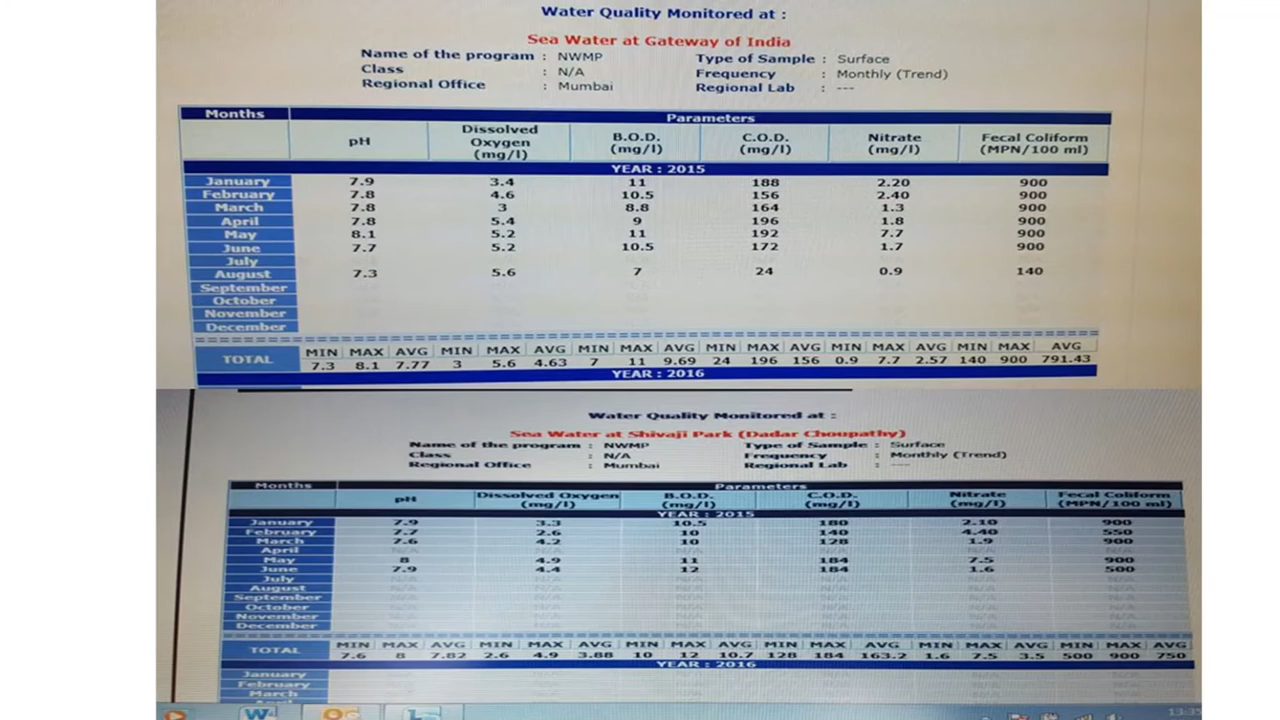 Water Quality Monitored at :
Sea Water at Gateway of India
Name of the program : NWMP Type of Sample : Surface
Class : N/A Frequency : Monthly (Trend)
Regional Office : Mumbai Regional Lab : ---
Months Parameters
pH Dissolved Oxygen (mg/l) B.O.D. (mg/l) C.O.D. (mg/l) Nitrate (mg/l) Fecal Coliform (MPN/100 ml)
YEAR : 2015
January 7.9 3.4 11 188 2.20 900
February 7.8 4.6 10.5 156 2.40 900
March 7.8 3 8.8 164 1.3 900
April 7.8 5.4 9 196 1.8 900
May 8.1 5.2 11 192 7.7 900
June 7.7 5.2 10.5 172 1.7 900
July
August 7.3 5.6 7 24 0.9 140
September
October
November
December
MIN MAX AVG MIN MAX AVG MIN MAX AVG MIN MAX AVG MIN MAX AVG MIN MAX AVG
TOTAL 7.3 8.1 7.77 3 5.6 4.63 7 11 9.69 24 196 156 0.9 7.7 2.57 140 900 791.43
YEAR : 2016
Water Quality Monitored at :
Sea Water at Shivaji Park (Dadar Choupathy)
Name of the program : NWMP Type of Sample : Surface
Class : N/A Frequency : Monthly (Trend)
Regional Office : Mumbai Regional Lab : ---
Months Parameters
pH Dissolved Oxygen (mg/l) B.O.D. (mg/l) C.O.D. (mg/l) Nitrate (mg/l) Fecal Coliform (MPN/100 ml)
YEAR : 2015
January 7.9 3.3 10.5 180 2.10 900
February 7.7 2.6 10 140 4.40 550
March 7.6 4.2 10 128 1.9 900
April N/A N/A N/A N/A N/A N/A
May 8 4.9 11 184 7.5 900
June 7.9 4.4 12 184 1.6 500
July N/A N/A N/A N/A N/A N/A
August N/A N/A N/A N/A N/A N/A
September N/A N/A N/A N/A N/A N/A
October N/A N/A N/A N/A N/A N/A
November N/A N/A N/A N/A N/A N/A
December N/A N/A N/A N/A N/A N/A
MIN MAX AVG MIN MAX AVG MIN MAX AVG MIN MAX AVG MIN MAX AVG MIN MAX AVG
TOTAL 7.6 8 7.82 2.6 4.9 3.88 10 12 10.7 128 184 163.2 1.6 7.5 3.5 500 900 750
YEAR : 2016
January
February
March
13:35